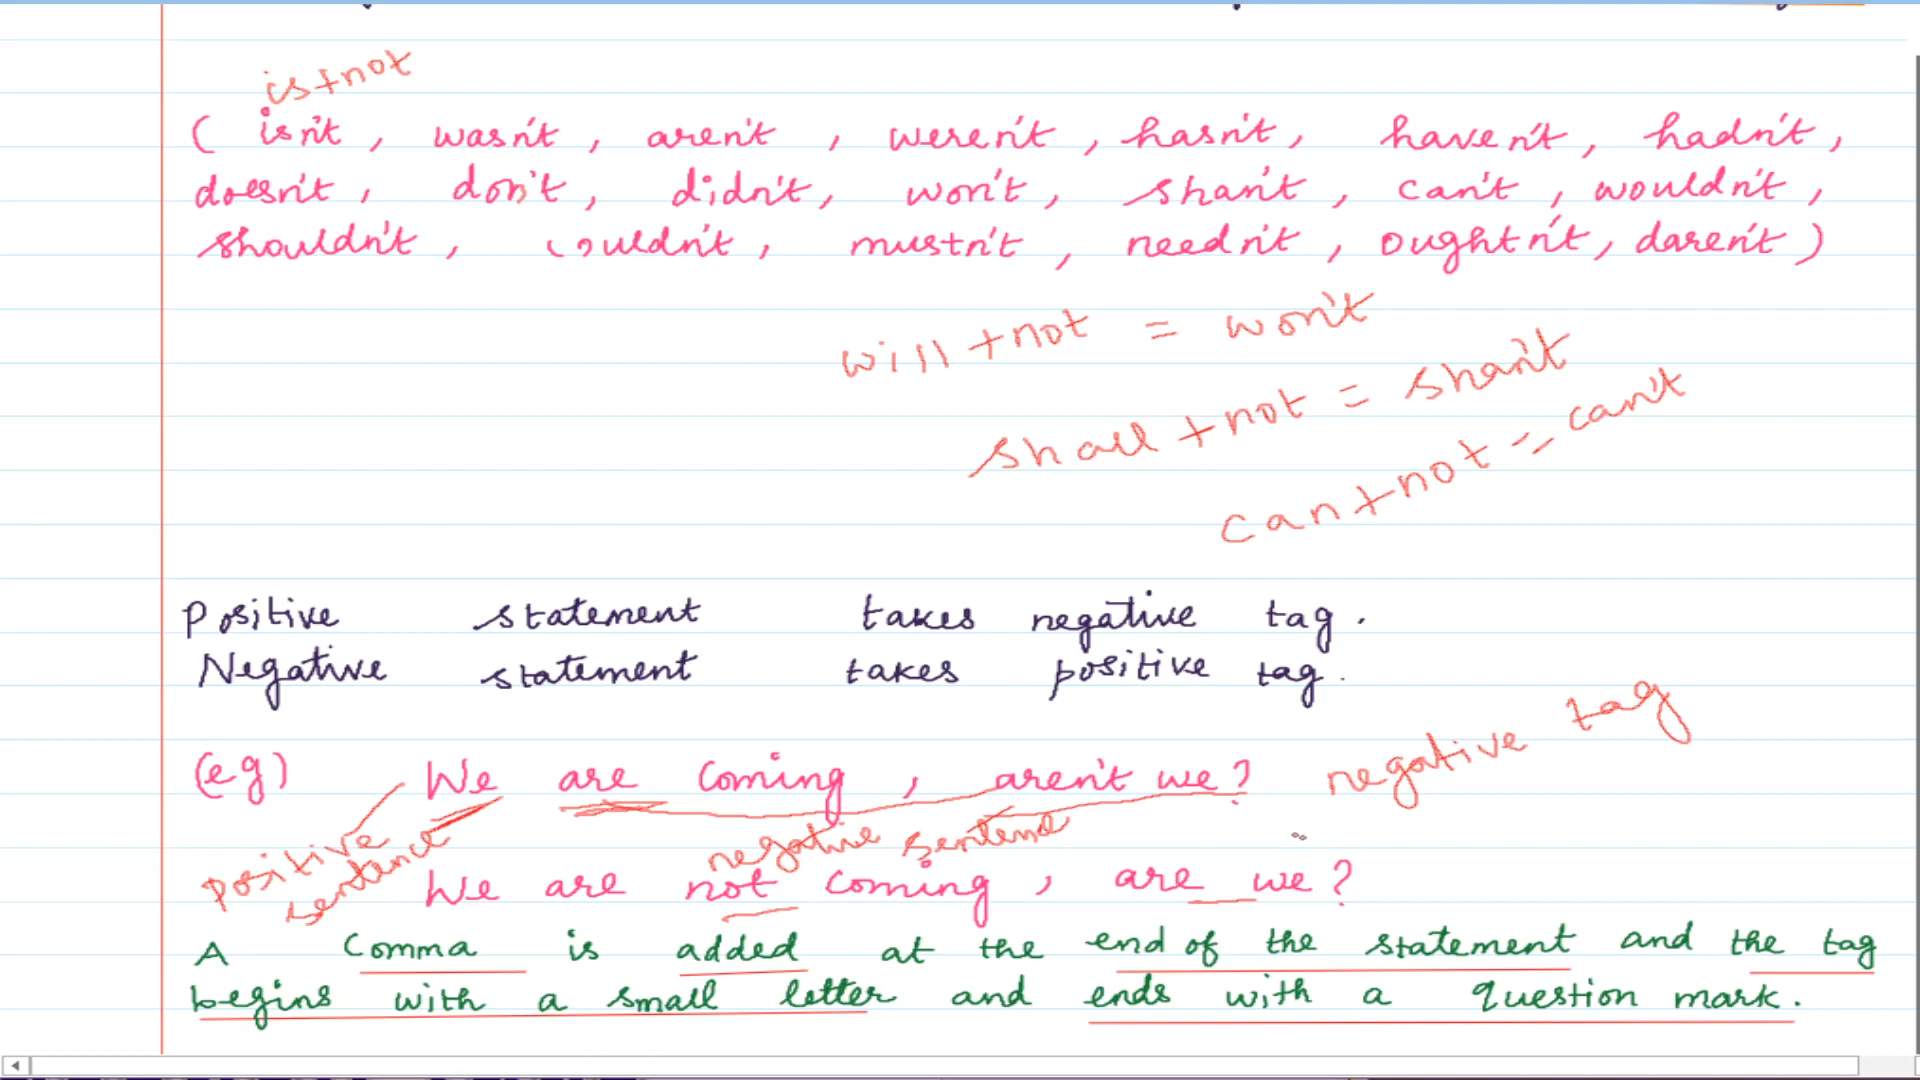 is+not
( isn't, wasn't, aren't, weren't, hasn't, haven't, hadn't,
doesn't, don't, didn't, won't, shan't, can't, wouldn't,
shouldn't, couldn't, mustn't, needn't, oughtn't, daren't )
will+not = won't
shall+not = shan't
can+not = can't
Positive statement takes negative tag.
Negative statement takes positive tag.
(eg) We are coming, aren't we? negative tag
positive sentence negative sentence
We are not coming, are we?
A comma is added at the end of the statement and the tag
begins with a small letter and ends with a question mark.